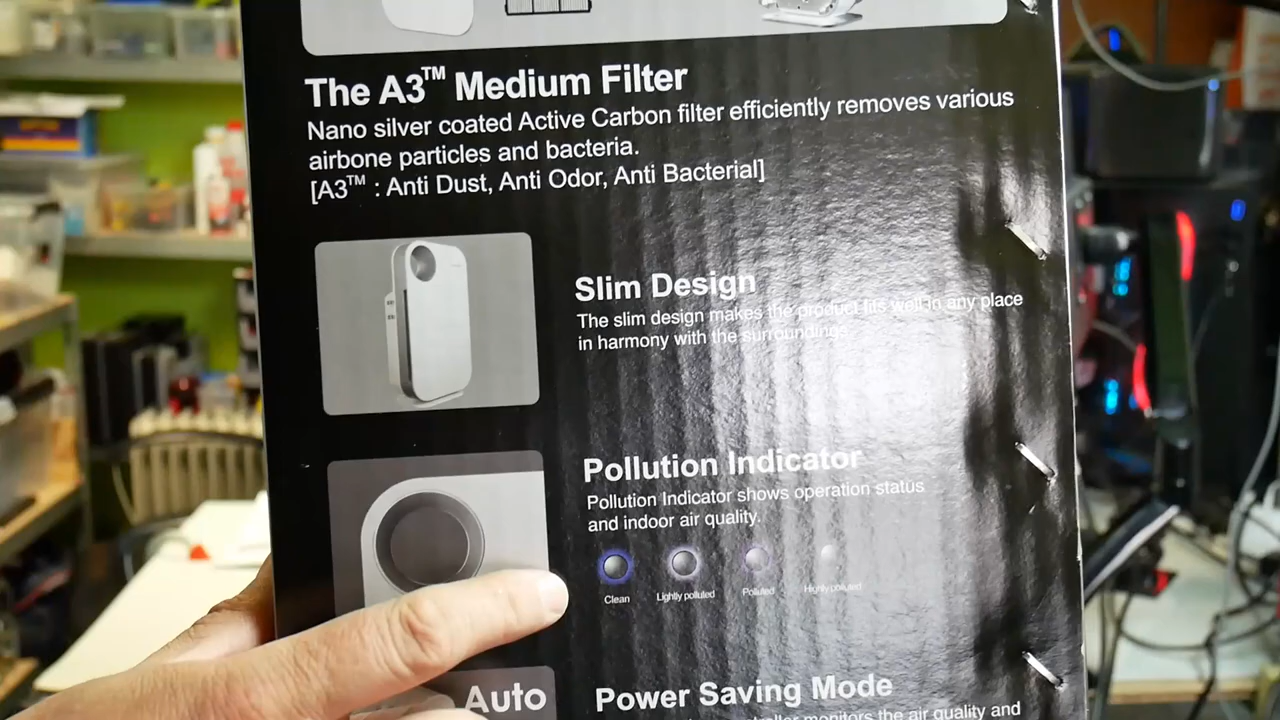 The A3™ Medium Filter
Nano silver coated Active Carbon filter efficiently removes various
airbone particles and bacteria.
[A3™ : Anti Dust, Anti Odor, Anti Bacterial]
Slim Design
The slim design makes the product fits well in any place
in harmony with the surroundings.
Pollution Indicator
Pollution Indicator shows operation status
and indoor air quality.
Clean
Lightly polluted
Polluted
Highly polluted
Auto
Power Saving Mode
monitors the air quality and